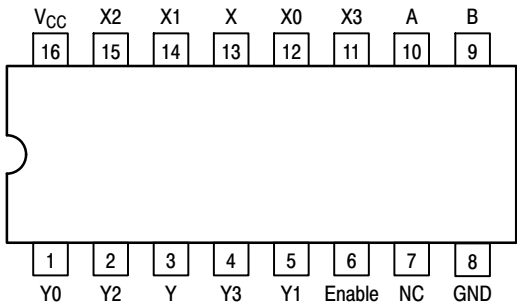 V_CC X2 X1 X X0 X3 A B
16 15 14 13 12 11 10 9
1 2 3 4 5 6 7 8
Y0 Y2 Y Y3 Y1 Enable NC GND